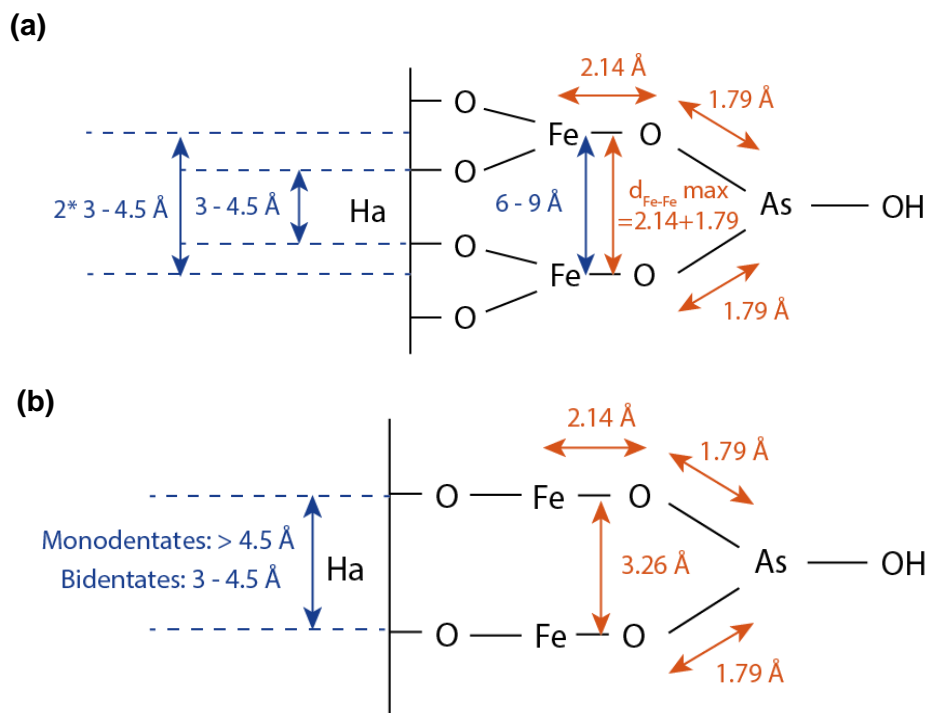 (a)
2.14 Å
1.79 Å
O
Fe
O
O
2* 3 - 4.5 Å
3 - 4.5 Å
Ha
6 - 9 Å
d_Fe-Fe max
=2.14+1.79
As
OH
O
Fe
O
O
1.79 Å
(b)
2.14 Å
1.79 Å
O
Fe
O
Monodentates: > 4.5 Å
Bidentates: 3 - 4.5 Å
Ha
3.26 Å
As
OH
O
Fe
O
1.79 Å